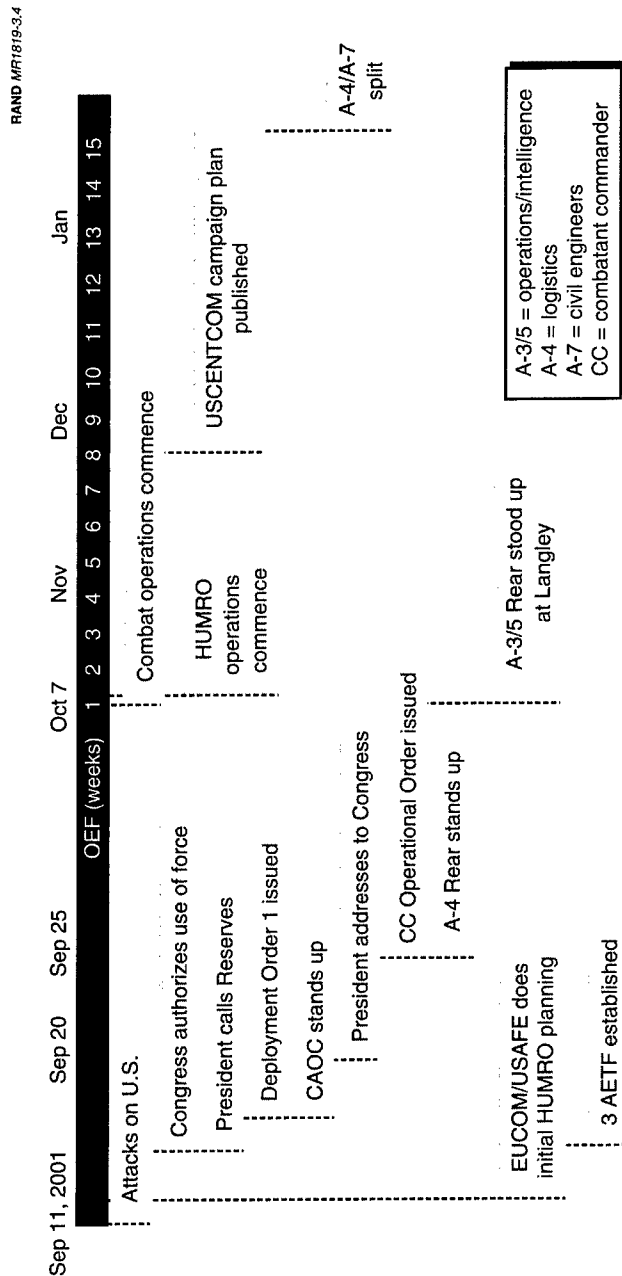 RAND MR1819-3.4
Sep 11, 2001 Sep 20 Sep 25 Oct 7 Nov Dec Jan
OEF (weeks) 1 2 3 4 5 6 7 8 9 10 11 12 13 14 15
Attacks on U.S.
Combat operations commence
Congress authorizes use of force
President calls Reserves
HUMRO
operations
commence
USCENTCOM campaign plan
published
Deployment Order 1 issued
CAOC stands up
President addresses to Congress
A-4/A-7
split
CC Operational Order issued
A-4 Rear stands up
EUCOM/USAFE does
initial HUMRO planning
A-3/5 Rear stood up
at Langley
3 AETF established
A-3/5 = operations/intelligence
A-4 = logistics
A-7 = civil engineers
CC = combatant commander